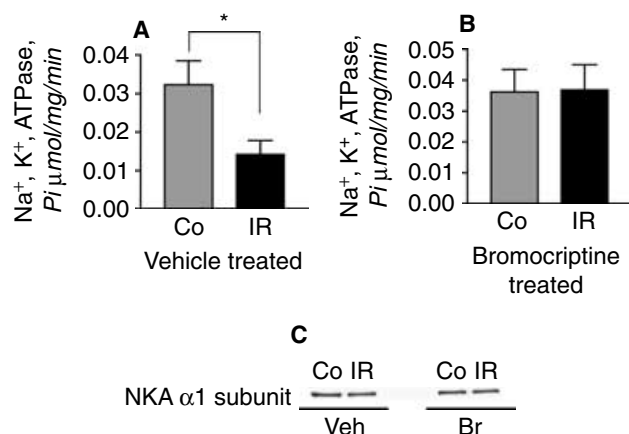 A
Na⁺, K⁺, ATPase,
Pi μmol/mg/min
0.04
0.03
0.02
0.01
0.00
*
Co IR
Vehicle treated
B
Na⁺, K⁺, ATPase,
Pi μmol/mg/min
0.05
0.04
0.03
0.02
0.01
0.00
Co IR
Bromocriptine
treated
C
Co IR Co IR
NKA α1 subunit
Veh Br